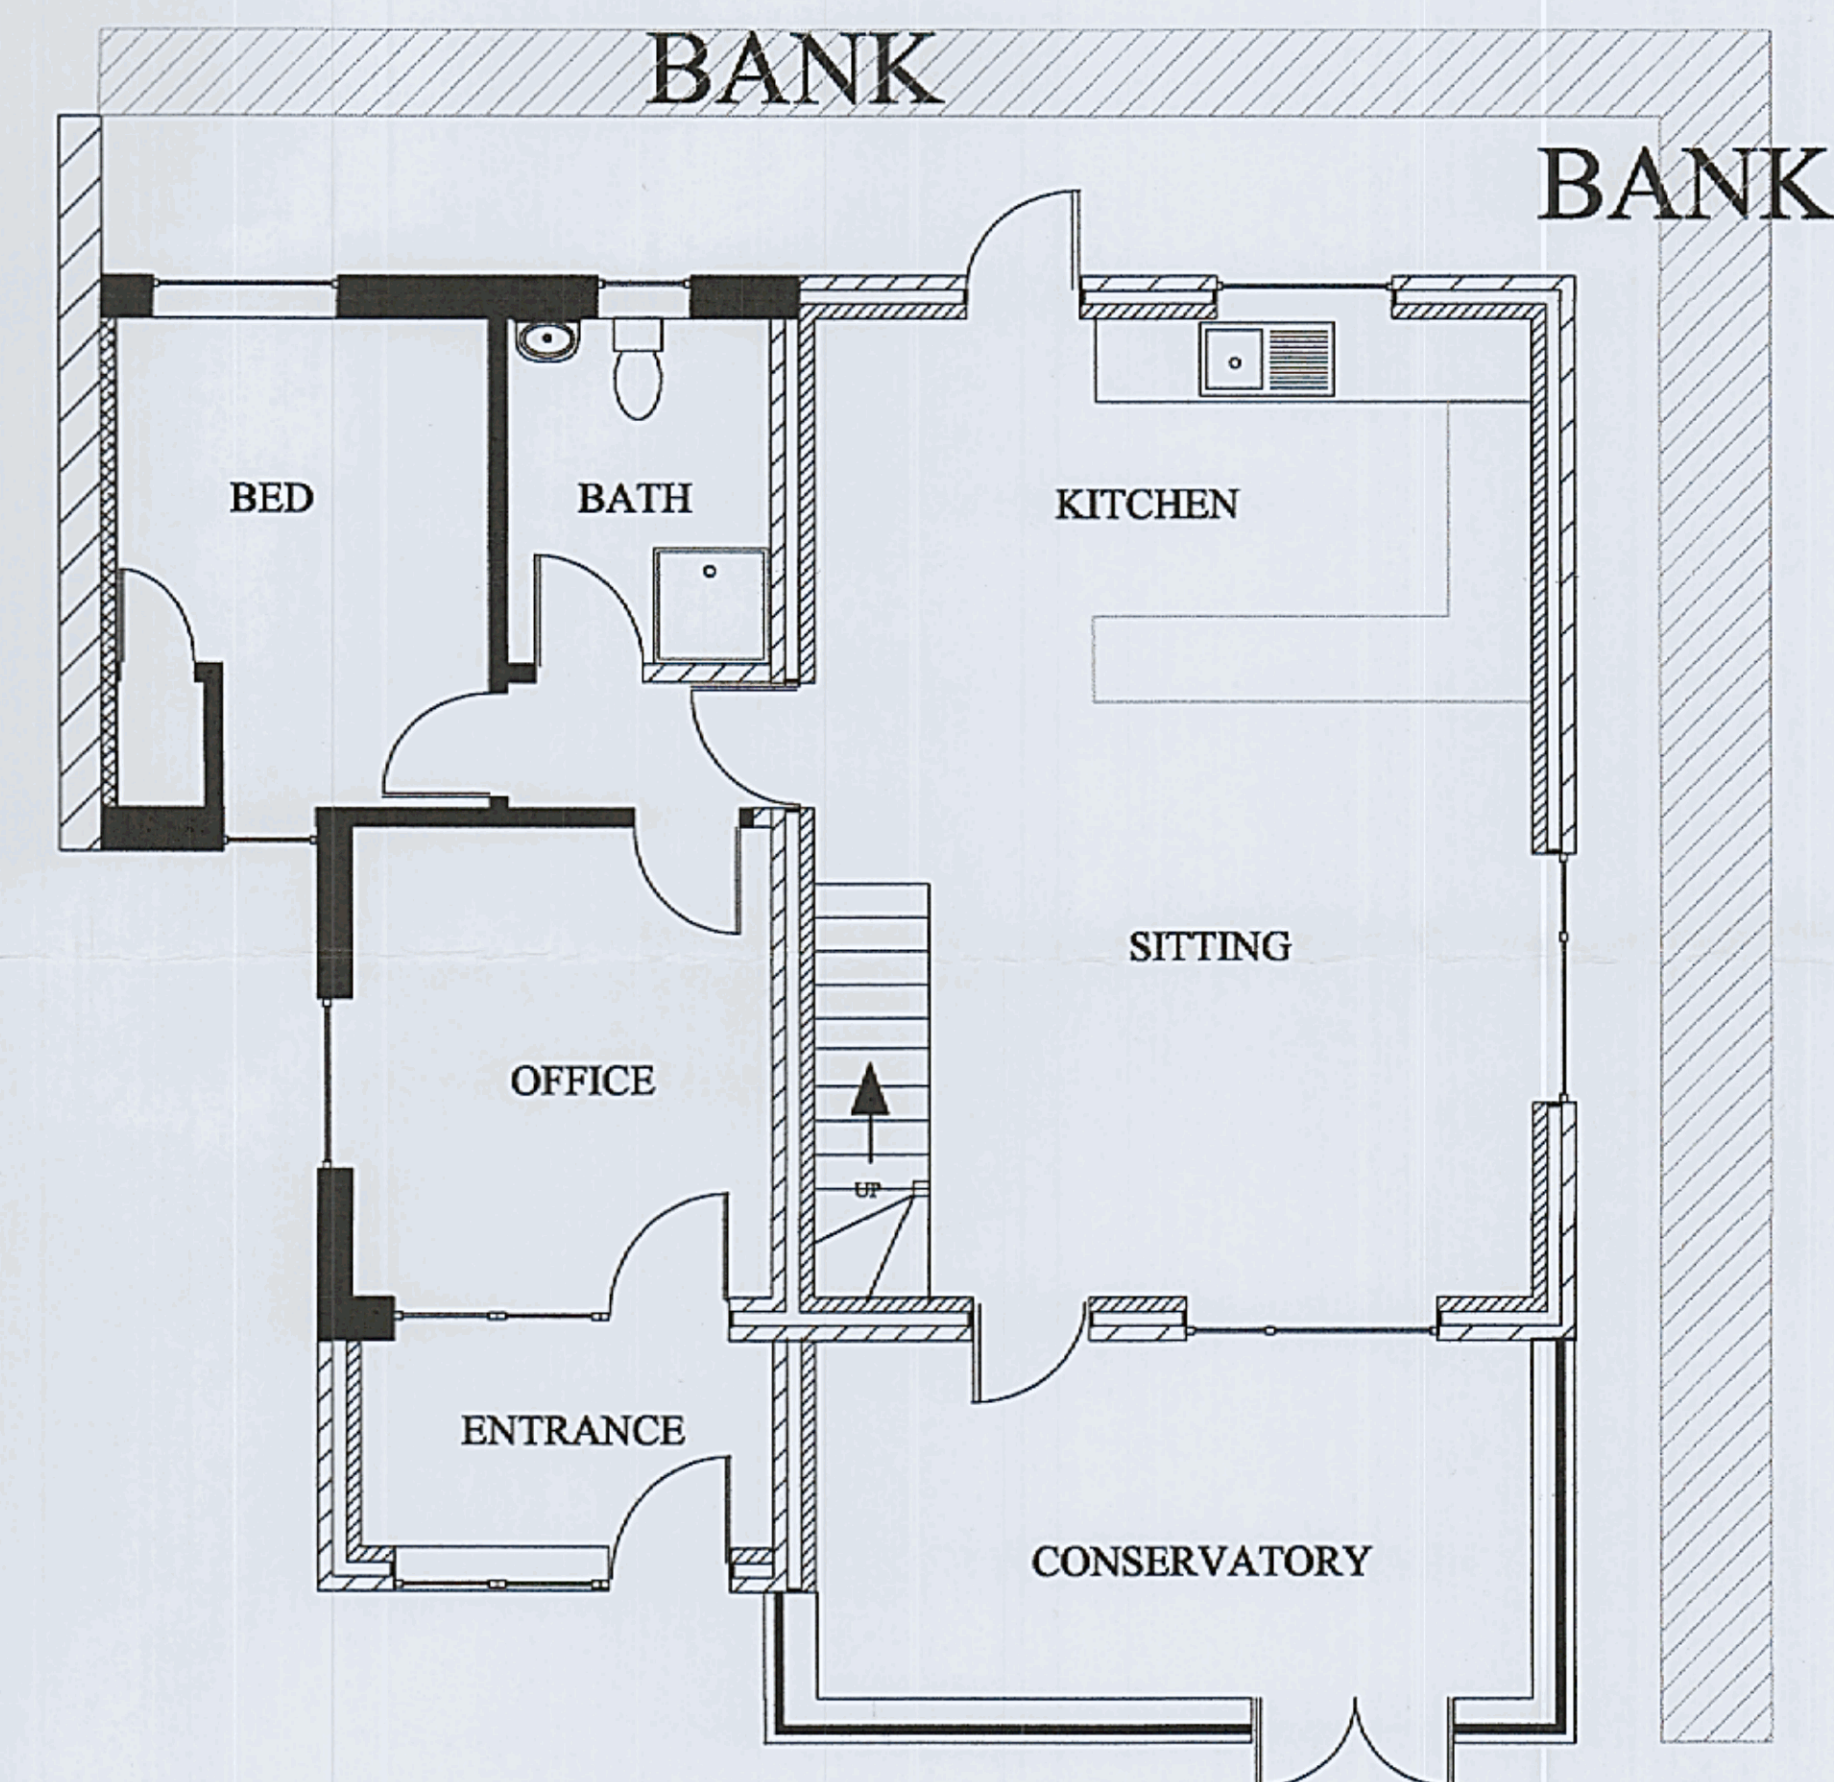 BANK
BANK
BED
BATH
KITCHEN
SITTING
OFFICE
UP
ENTRANCE
CONSERVATORY